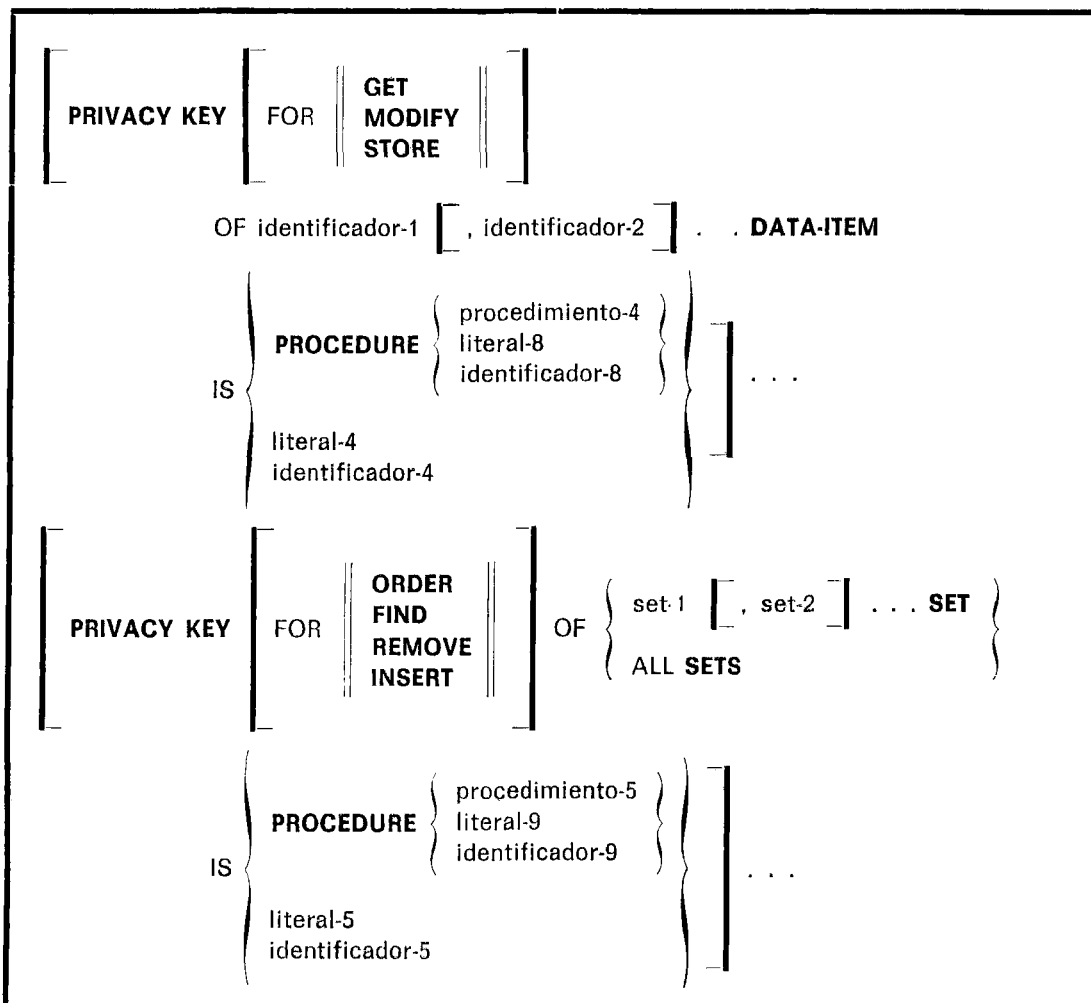 GET
PRIVACY KEY FOR MODIFY
STORE
OF identificador-1 [ , identificador-2 ] . . DATA-ITEM
procedimiento-4
PROCEDURE literal-8
identificador-8
IS . . .
literal-4
identificador-4
ORDER
FIND
set-1 [ , set-2 ] . . . SET
PRIVACY KEY FOR OF
REMOVE
ALL SETS
INSERT
procedimiento-5
PROCEDURE literal-9
identificador-9
IS . . .
literal-5
identificador-5